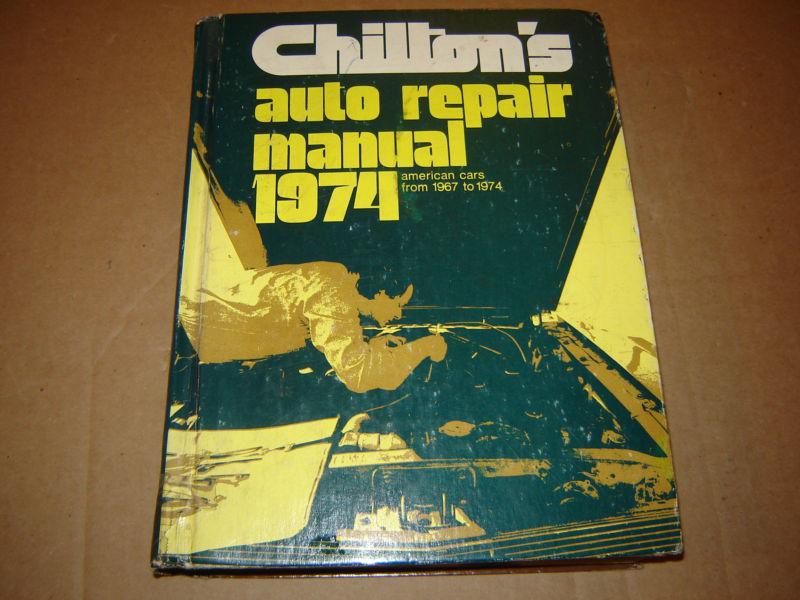 Chilton's
auto repair
manual
1974
american cars
from 1967 to 1974